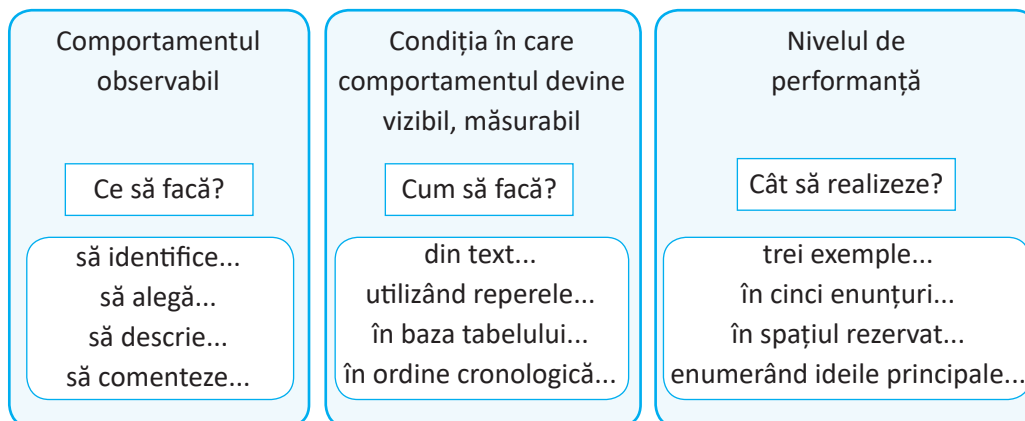 Comportamentul
observabil
Ce să facă?
să identifice...
să alegă...
să descrie...
să comenteze...
Condiția în care
comportamentul devine
vizibil, măsurabil
Cum să facă?
din text...
utilizând reperele...
în baza tabelului...
în ordine cronologică...
Nivelul de
performanță
Cât să realizeze?
trei exemple...
în cinci enunțuri...
în spațiul rezervat...
enumerând ideile principale...